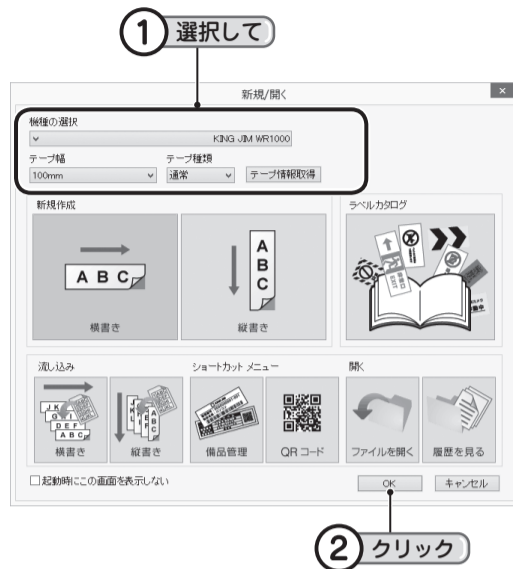 ① 選択して
新規/開く
×
機種の選択
KING JIM WR1000
テープ幅
テープ種類
100mm
通常
テープ情報取得
新規作成
ラベルカタログ
A B C
A
B
C
横書き
縦書き
EXIT
流し込み
ショートカット メニュー
開く
DEF
ABC
横書き
縦書き
備品管理
QR コード
ファイルを開く
履歴を見る
起動時にこの画面を表示しない
OK
キャンセル
② クリック